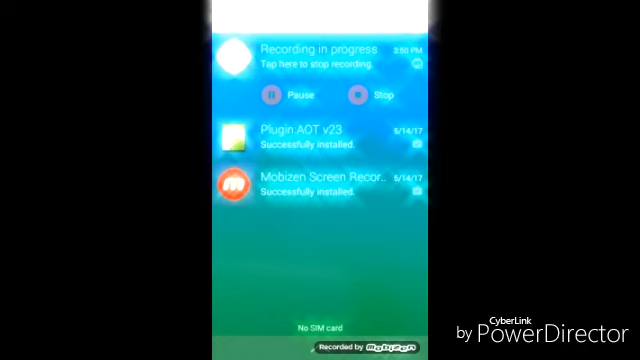 Recording in progress 3:50 PM
Tap here to stop recording.
Pause Stop
Plugin:AOT v23 5/14/17
Successfully installed.
Mobizen Screen Recor.. 5/14/17
Successfully installed.
No SIM card
Recorded by mobizen
CyberLink
by PowerDirector